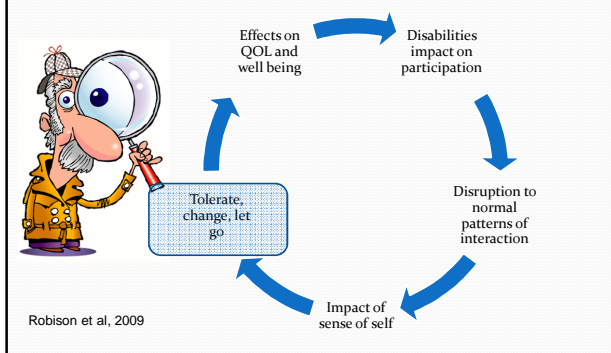 Effects on
QOL and
well being
Disabilities
impact on
participation
Disruption to
normal
patterns of
interaction
Impact of
sense of self
Tolerate,
change, let
go
Robison et al, 2009